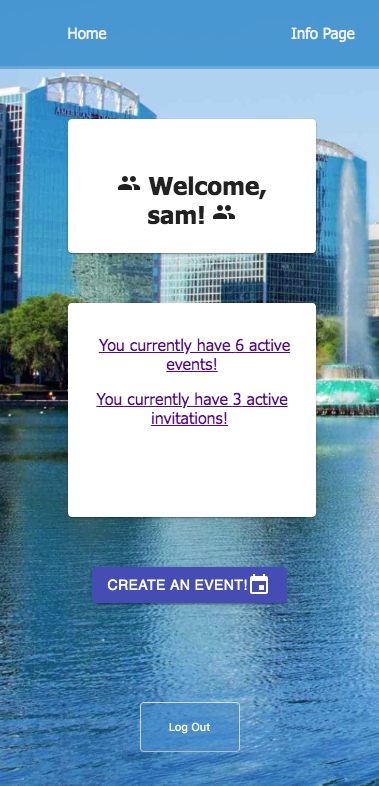 Home Info Page
AMERICAN
Welcome,
sam!
You currently have 6 active
events!
You currently have 3 active
invitations!
CREATE AN EVENT!
Log Out